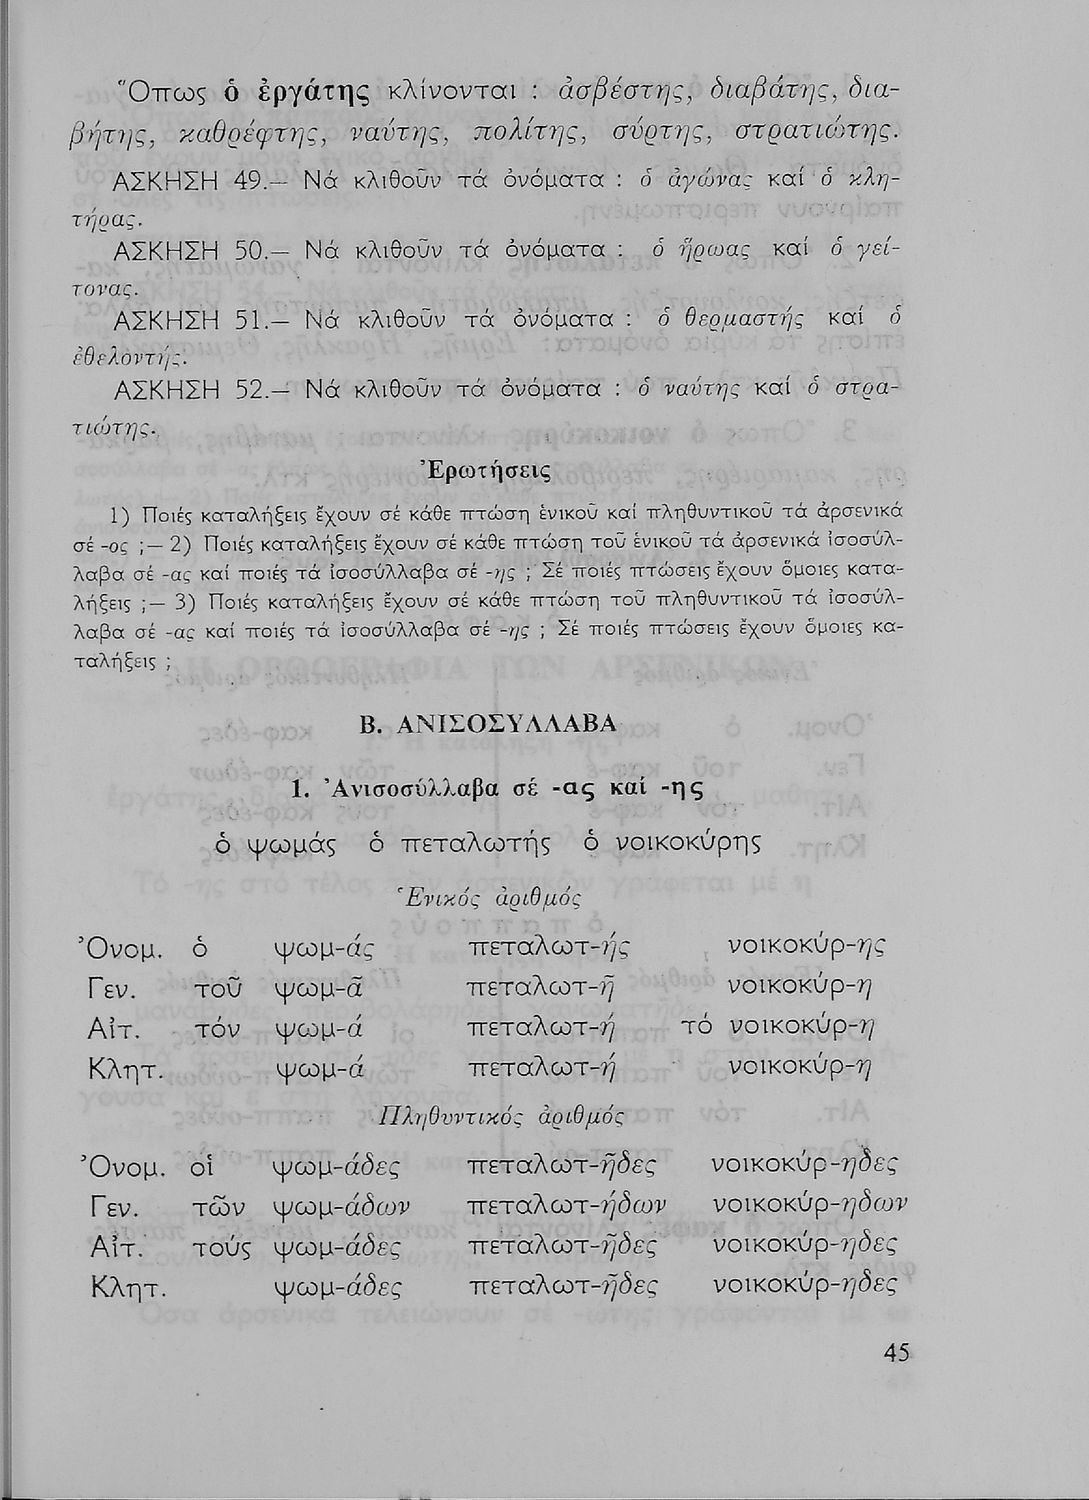 Ὅπως ὁ ἐργάτης κλίνονται : ἀσβέστης, διαβάτης, δια-
βήτης, καθρέφτης, ναύτης, πολίτης, σύρτης, στρατιώτης.
ΑΣΚΗΣΗ 49.— Νά κλιθοῦν τά ὀνόματα : ὁ ἀγώνας καί ὁ κλη-
τήρας.
ΑΣΚΗΣΗ 50.— Νά κλιθοῦν τά ὀνόματα : ὁ ἥρωας καί ὁ γεί-
τονας.
ΑΣΚΗΣΗ 51.— Νά κλιθοῦν τά ὀνόματα : ὁ θερμαστής καί ὁ
ἐθελοντής.
ΑΣΚΗΣΗ 52.— Νά κλιθοῦν τά ὀνόματα : ὁ ναύτης καί ὁ στρα-
τιώτης.
Ἐρωτήσεις
1) Ποιές καταλήξεις ἔχουν σέ κάθε πτώση ἑνικοῦ καί πληθυντικοῦ τά ἀρσενικά
σέ -ος ;— 2) Ποιές καταλήξεις ἔχουν σέ κάθε πτώση τοῦ ἑνικοῦ τά ἀρσενικά ἰσοσύλ-
λαβα σέ -ας καί ποιές τά ἰσοσύλλαβα σέ -ης ; Σέ ποιές πτώσεις ἔχουν ὅμοιες κατα-
λήξεις ;— 3) Ποιές καταλήξεις ἔχουν σέ κάθε πτώση τοῦ πληθυντικοῦ τά ἰσοσύλ-
λαβα σέ -ας καί ποιές τά ἰσοσύλλαβα σέ -ης ; Σέ ποιές πτώσεις ἔχουν ὅμοιες κα-
ταλήξεις ;
Β. ΑΝΙΣΟΣΥΛΛΑΒΑ
1. Ἀνισοσύλλαβα σέ -ας καί -ης
ὁ ψωμάς ὁ πεταλωτής ὁ νοικοκύρης
Ἑνικός ἀριθμός
Ὀνομ. ὁ ψωμ-άς πεταλωτ-ής νοικοκύρ-ης
Γεν. τοῦ ψωμ-ᾶ πεταλωτ-ῆ νοικοκύρ-η
Αἰτ. τόν ψωμ-ά πεταλωτ-ή τό νοικοκύρ-η
Κλητ. ψωμ-ά πεταλωτ-ή νοικοκύρ-η
Πληθυντικός ἀριθμός
Ὀνομ. οἱ ψωμ-άδες πεταλωτ-ῆδες νοικοκύρ-ηδες
Γεν. τῶν ψωμ-άδων πεταλωτ-ήδων νοικοκύρ-ηδων
Αἰτ. τούς ψωμ-άδες πεταλωτ-ῆδες νοικοκύρ-ηδες
Κλητ. ψωμ-άδες πεταλωτ-ῆδες νοικοκύρ-ηδες
45